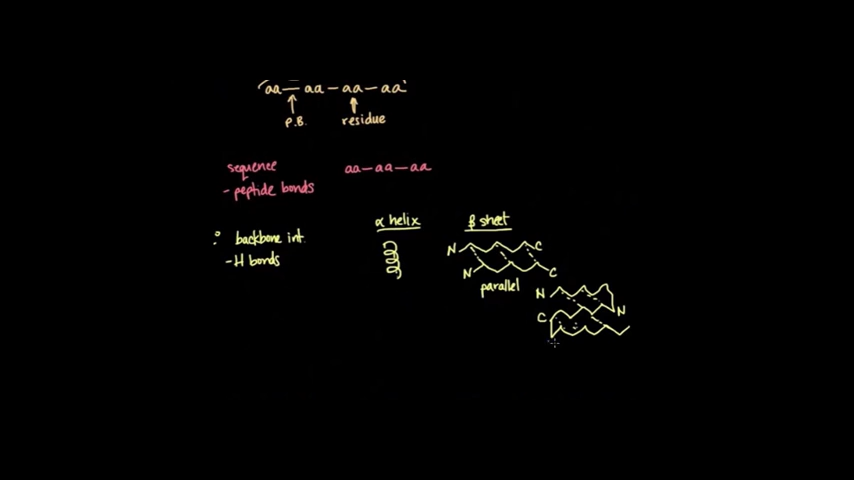 aa — aa — aa — aa
P.B. residue
sequence aa—aa—aa
- peptide bonds
α helix β sheet
: backbone int.
- H bonds
N C
N C
parallel
N
N
C